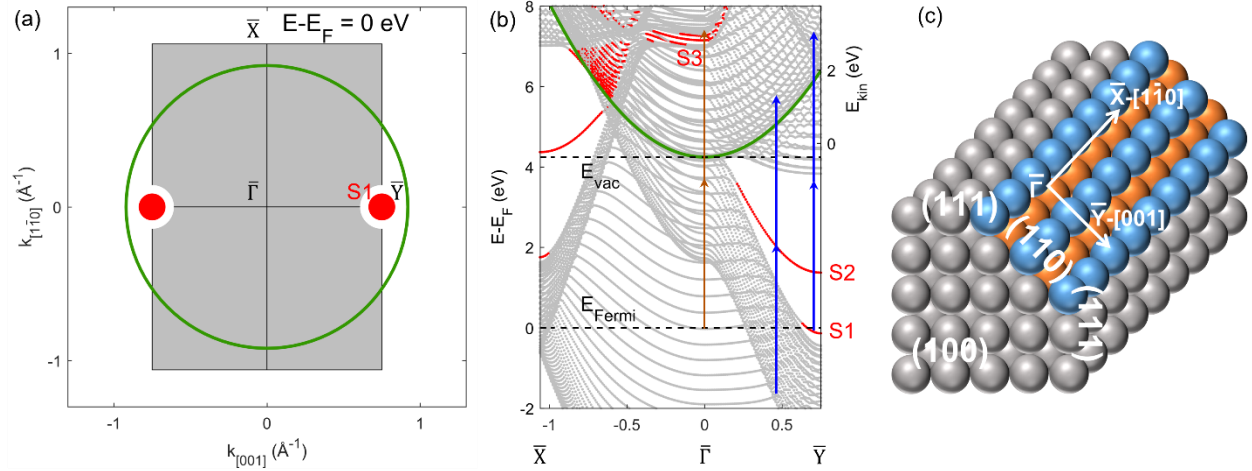 (a)
E-E_F = 0 eV
X̅
1
k_[11̅0] (Å⁻¹)
0
Γ̅
S1
Y̅
-1
-1
0
1
k_[001] (Å⁻¹)
(b)
8
6
4
2
0
-2
E-E_F (eV)
S3
E_vac
E_Fermi
S2
S1
2
0
E_kin (eV)
-1
-0.5
0
0.5
X̅
Γ̅
Y̅
(c)
X̅-[11̅0]
Γ̅
Y̅-[001]
(111)
(110)
(111)
(100)